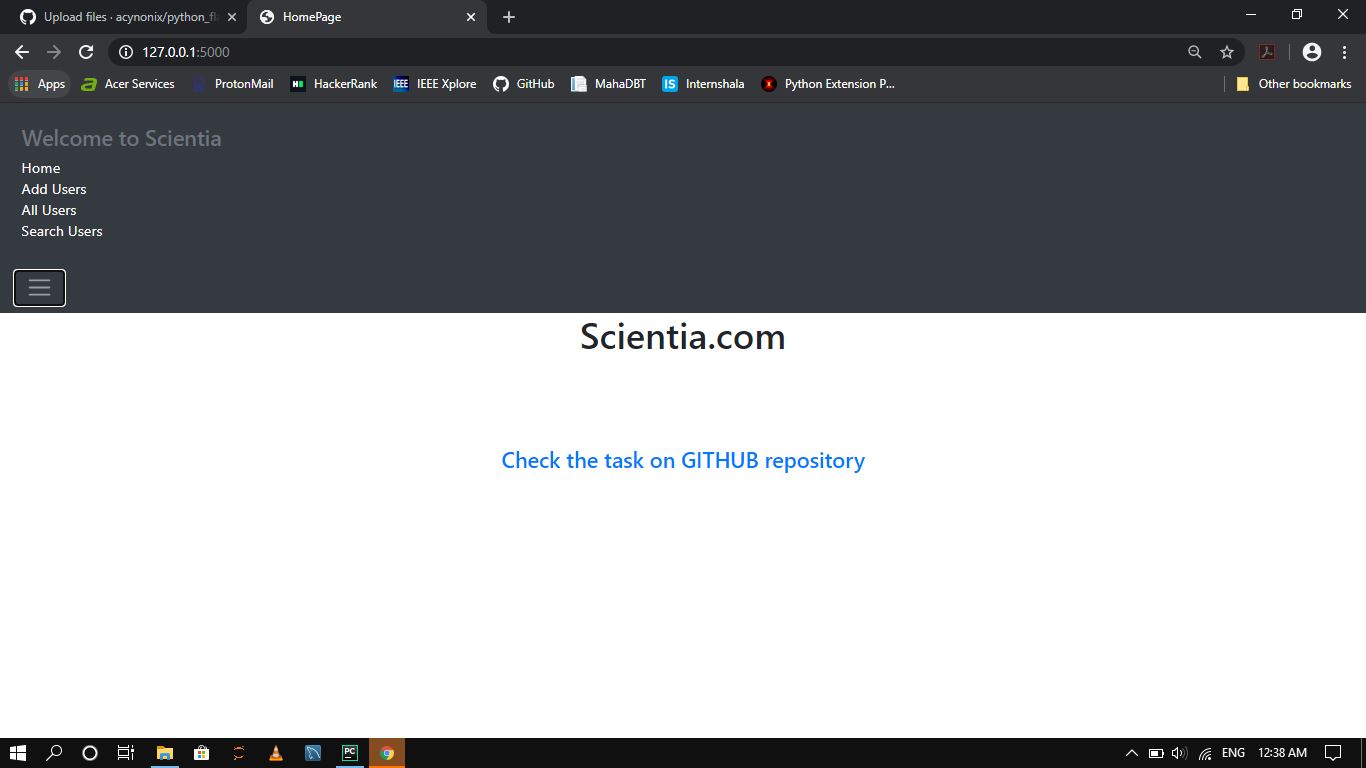 Upload files · acynonix/python_fl
HomePage
127.0.0.1:5000
Apps
Acer Services
ProtonMail
HackerRank
IEEE Xplore
GitHub
MahaDBT
Internshala
Python Extension P...
Other bookmarks
Welcome to Scientia
Home
Add Users
All Users
Search Users
Scientia.com
Check the task on GITHUB repository
ENG
12:38 AM